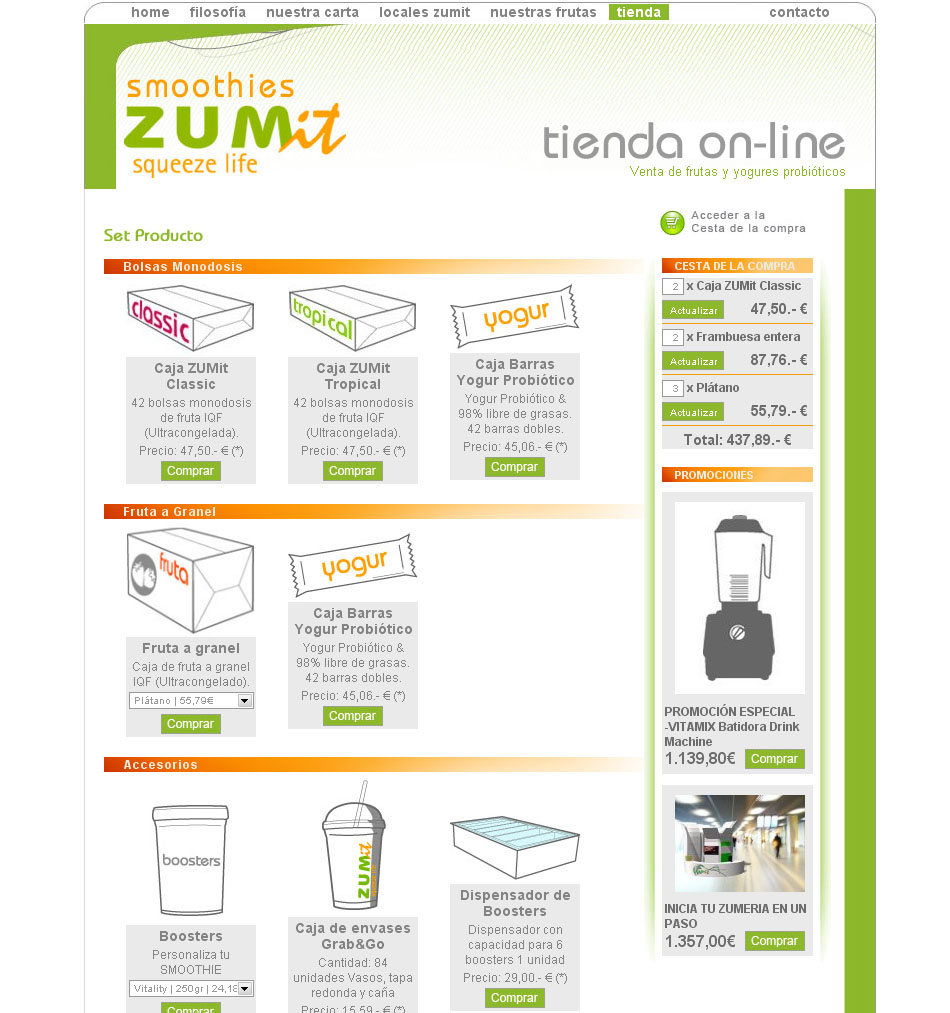 home filosofía nuestra carta locales zumit nuestras frutas tienda contacto
smoothies
ZUMit
squeeze life
tienda on-line
Venta de frutas y yogures probióticos
Set Producto
Acceder a la
Cesta de la compra
Bolsas Monodosis
classic
Caja ZUMit
Classic
42 bolsas monodosis
de fruta IQF
(Ultracongelada).
Precio: 47,50.- € (*)
Comprar
tropical
Caja ZUMit
Tropical
42 bolsas monodosis
de fruta IQF
(Ultracongelada).
Precio: 47,50.- € (*)
Comprar
yogur
Caja Barras
Yogur Probiótico
Yogur Probiótico &
98% libre de grasas.
42 barras dobles.
Precio: 45,06.- € (*)
Comprar
Fruta a Granel
fruta
Fruta a granel
Caja de fruta a granel
IQF (Ultracongelado).
Plátano | 55,79€
Comprar
yogur
Caja Barras
Yogur Probiótico
Yogur Probiótico &
98% libre de grasas.
42 barras dobles.
Precio: 45,06.- € (*)
Comprar
Accesorios
boosters
Boosters
Personaliza tu
SMOOTHIE
Vitality | 250gr | 24,18
Comprar
ZUMit
Caja de envases
Grab&Go
Cantidad: 84
unidades Vasos, tapa
redonda y caña
Precio: 15,59.- € (*)
Dispensador de
Boosters
Dispensador con
capacidad para 6
boosters 1 unidad
Precio: 29,00.- € (*)
Comprar
CESTA DE LA COMPRA
2 x Caja ZUMit Classic
Actualizar 47,50.- €
2 x Frambuesa entera
Actualizar 87,76.- €
3 x Plátano
Actualizar 55,79.- €
Total: 437,89.- €
PROMOCIONES
PROMOCIÓN ESPECIAL
-VITAMIX Batidora Drink
Machine
1.139,80€ Comprar
INICIA TU ZUMERIA EN UN
PASO
1.357,00€ Comprar